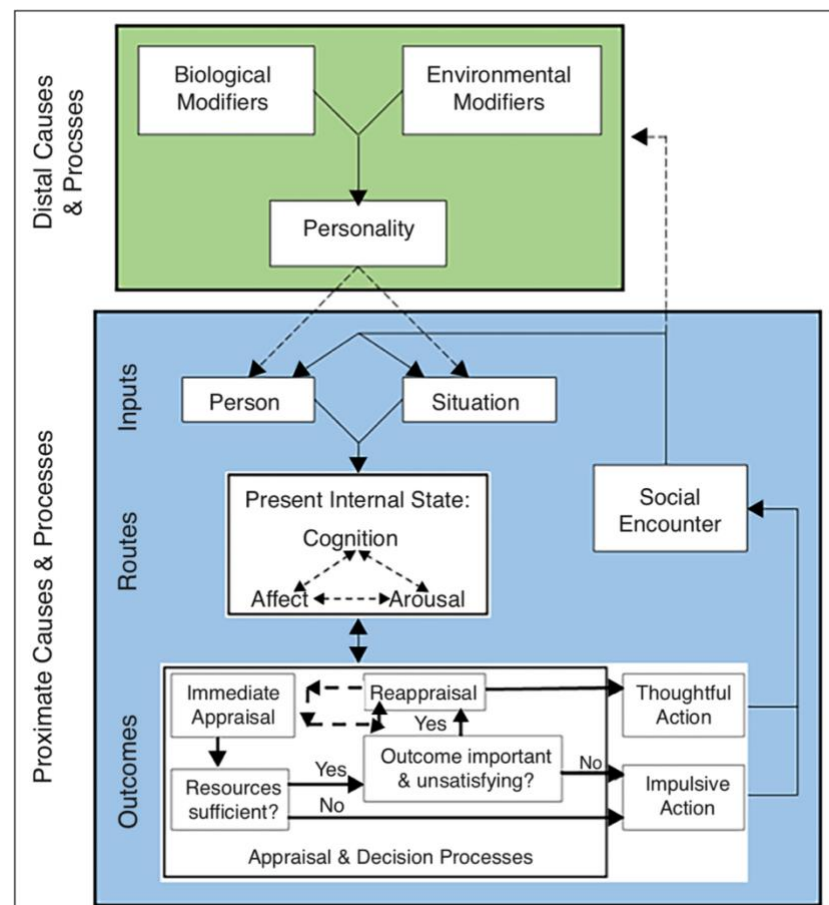 Distal Causes
& Procsses
Biological
Modifiers
Environmental
Modifiers
Personality
Proximate Causes & Processes
Inputs
Person
Situation
Routes
Present Internal State:
Cognition
Affect
Arousal
Social
Encounter
Outcomes
Immediate
Appraisal
Reappraisal
Thoughtful
Action
Yes
Resources
sufficient?
Yes
No
Outcome important
& unsatisfying?
No
Impulsive
Action
Appraisal & Decision Processes